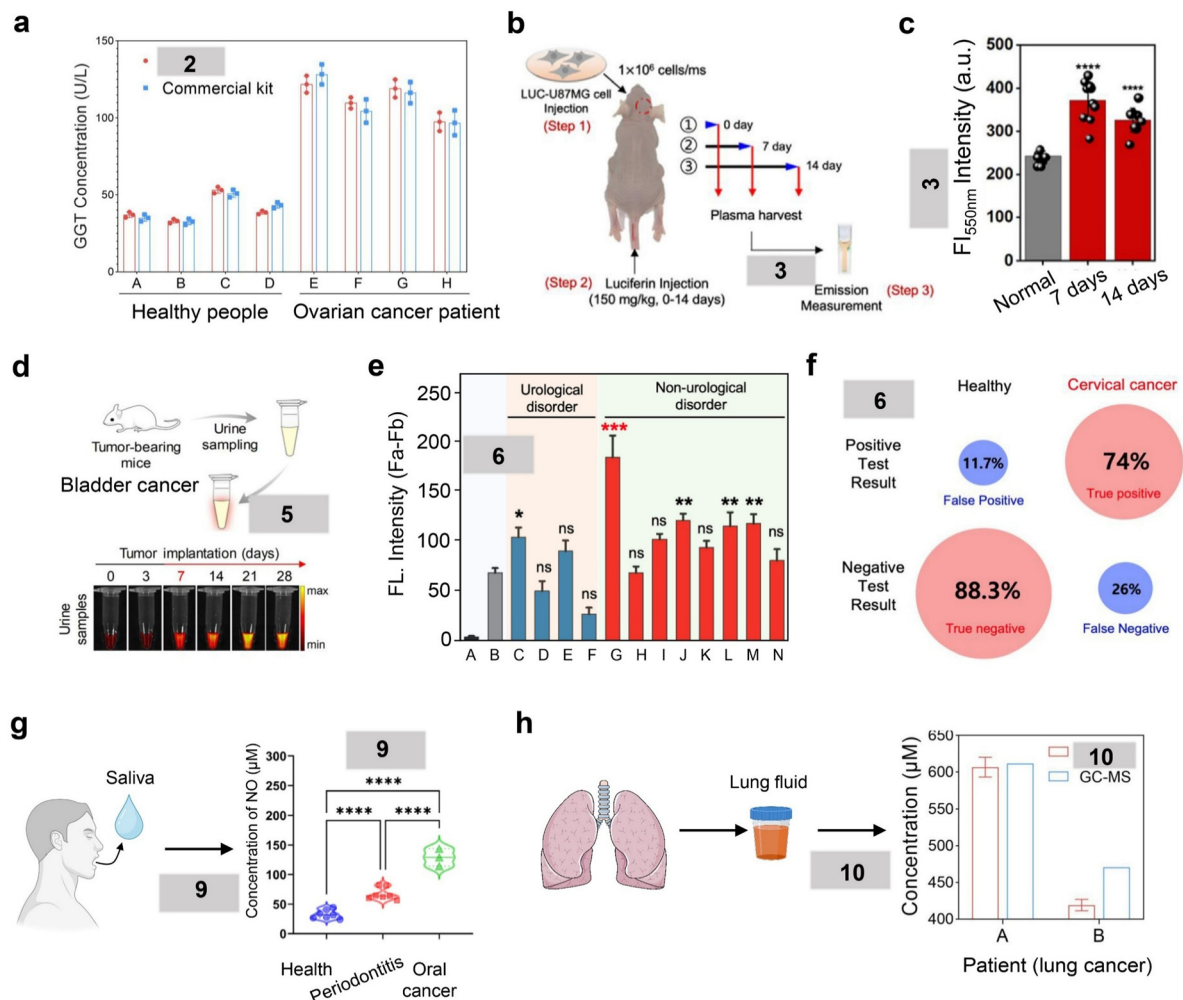 a
GGT Concentration (U/L)
150
100
50
0
2
Commercial kit
A B C D E F G H
Healthy people Ovarian cancer patient
b
1×10⁶ cells/ms
LUC-U87MG cell
Injection
(Step 1)
① 0 day
② 7 day
③ 14 day
Plasma harvest
3
(Step 2) Luciferin Injection
(150 mg/kg, 0-14 days)
Emission
Measurement
(Step 3)
c
3
FI550nm Intensity (a.u.)
500
400
300
200
100
0
**** ****
Normal 7 days 14 days
d
Tumor-bearing
mice
Urine
sampling
Bladder cancer
5
Tumor implantation (days)
0 3 7 14 21 28
Urine
samples
max
min
e
FL. Intensity (Fa-Fb)
250
200
150
100
50
0
Urological
disorder
Non-urological
disorder
6
* ns ns ns *** ns ns ** ns ** ** ns
A B C D E F G H I J K L M N
f
6
Healthy Cervical cancer
Positive
Test
Result
11.7%
False Positive
74%
True positive
Negative
Test
Result
88.3%
True negative
26%
False Negative
g
Saliva
9
9
Concentration of NO (µM)
300
250
200
150
100
50
0
****
**** ****
Health Periodontitis Oral
cancer
h
Lung fluid
10
Concentration (µM)
650
600
550
500
450
400
10
GC-MS
A B
Patient (lung cancer)